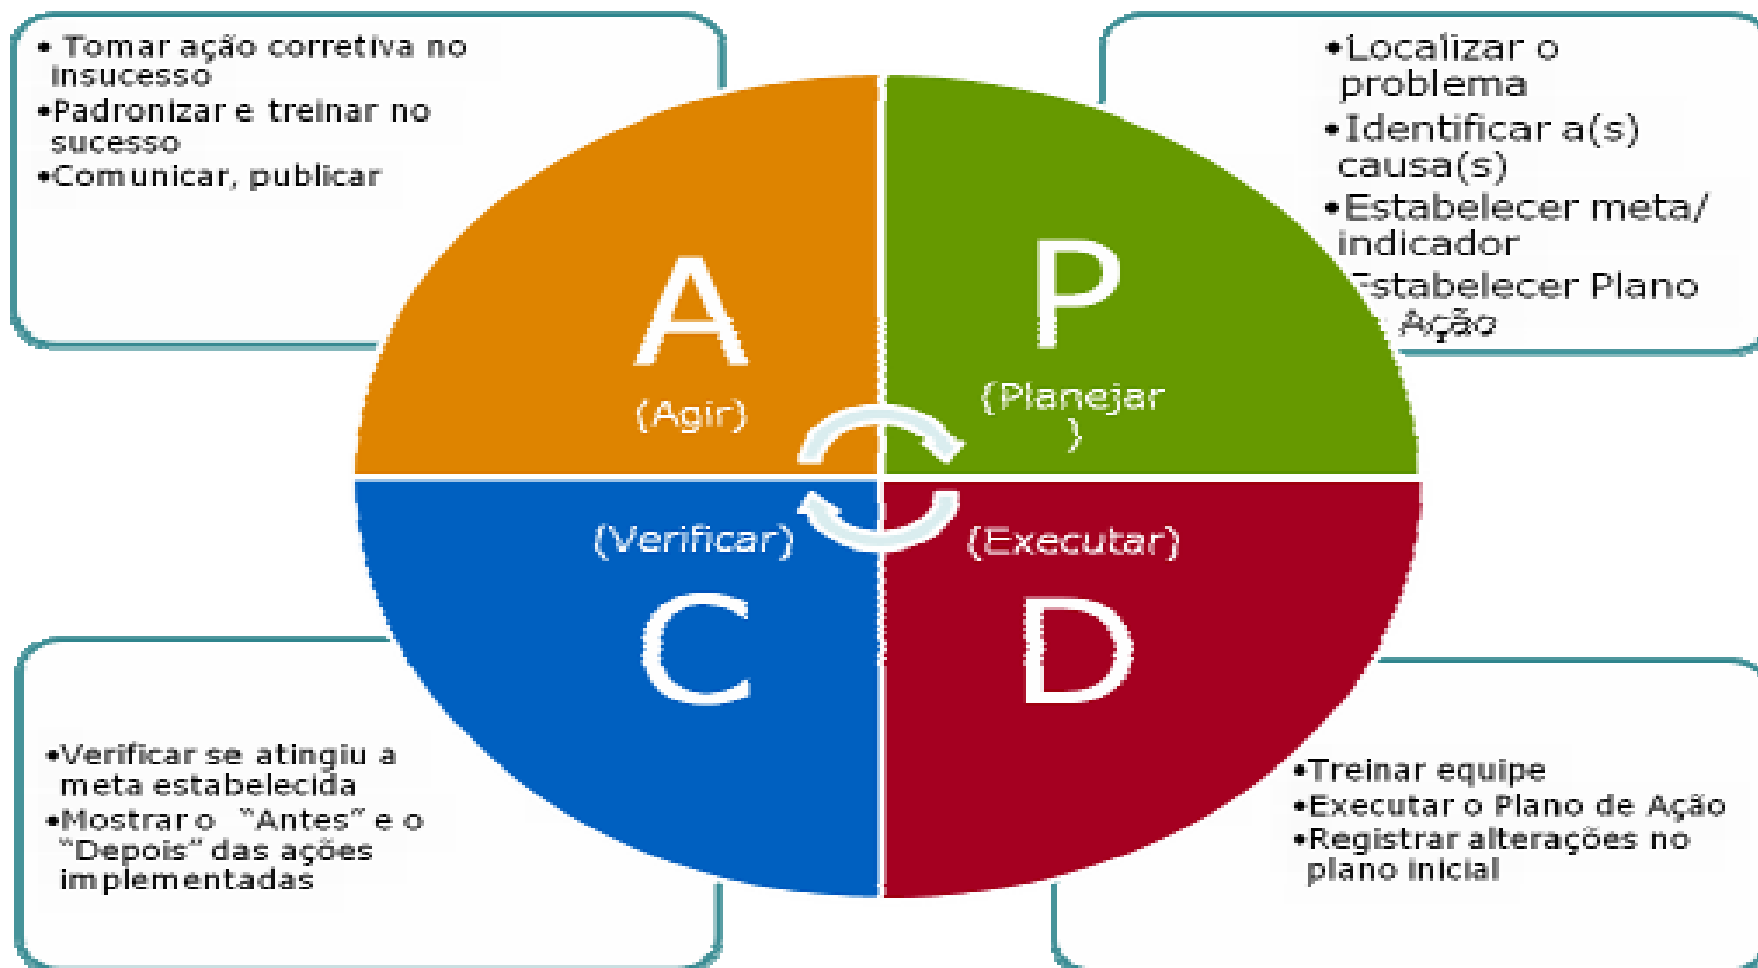 • Tomar ação corretiva no
insucesso
•Padronizar e treinar no
sucesso
•Comunicar, publicar
•Localizar o
problema
•Identificar a(s)
causa(s)
•Estabelecer meta/
indicador
Estabelecer Plano
Ação
A
(Agir)
P
(Planejar
)
(Verificar)
C
(Executar)
D
•Verificar se atingiu a
meta estabelecida
•Mostrar o "Antes" e o
"Depois" das ações
implementadas
•Treinar equipe
•Executar o Plano de Ação
•Registrar alterações no
plano inicial